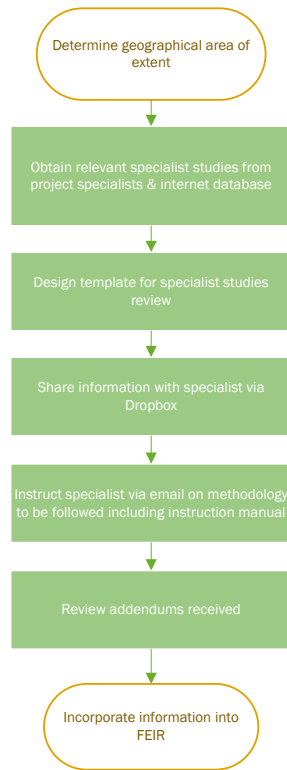 Determine geographical area of
extent
Obtain relevant specialist studies from
project specialists & internet database
Design template for specialist studies
review
Share information with specialist via
Dropbox
Instruct specialist via email on methodology
to be followed including instruction manual
Review addendums received
Incorporate information into
FEIR